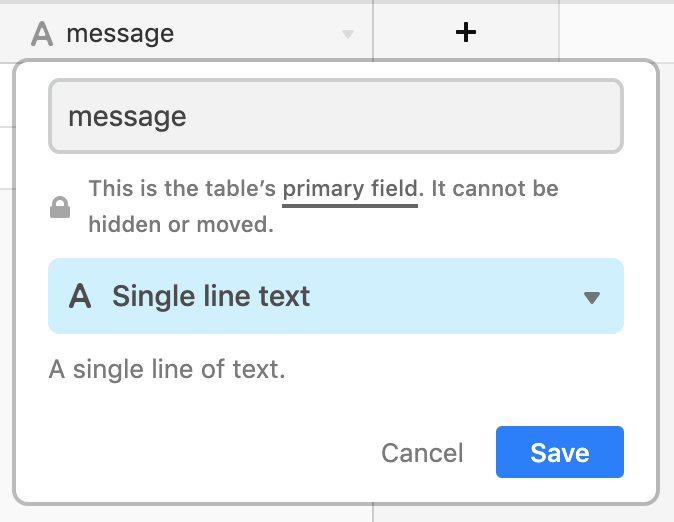 A message
+
message
This is the table's primary field. It cannot be
hidden or moved.
A Single line text
A single line of text.
Cancel Save